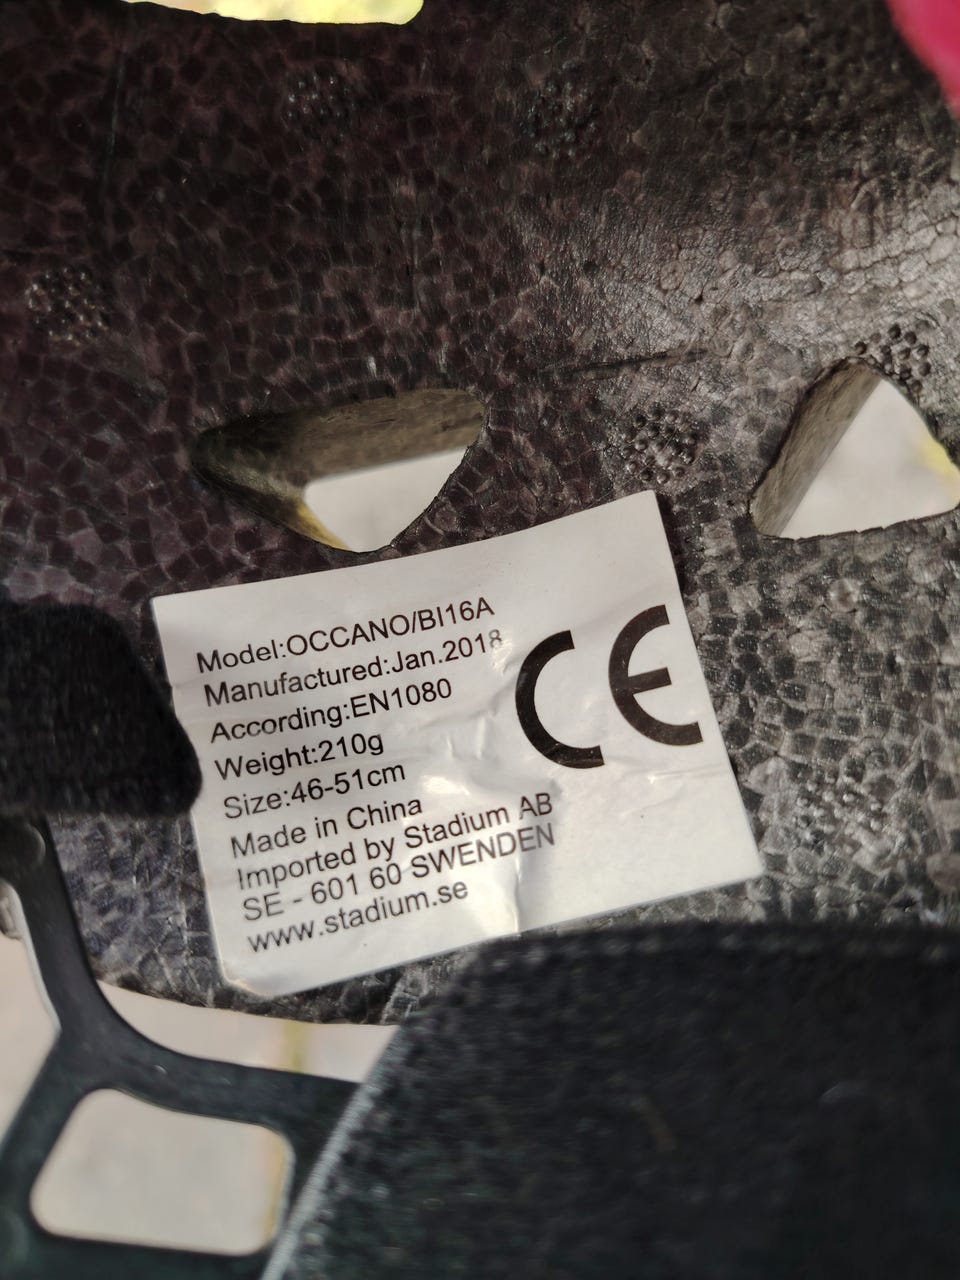 Model:OCCANO/BI16A
Manufactured:Jan.2018
According:EN1080
Weight:210g
Size:46-51cm
Made in China
Imported by Stadium AB
SE - 601 60 SWENDEN
www.stadium.se
CE